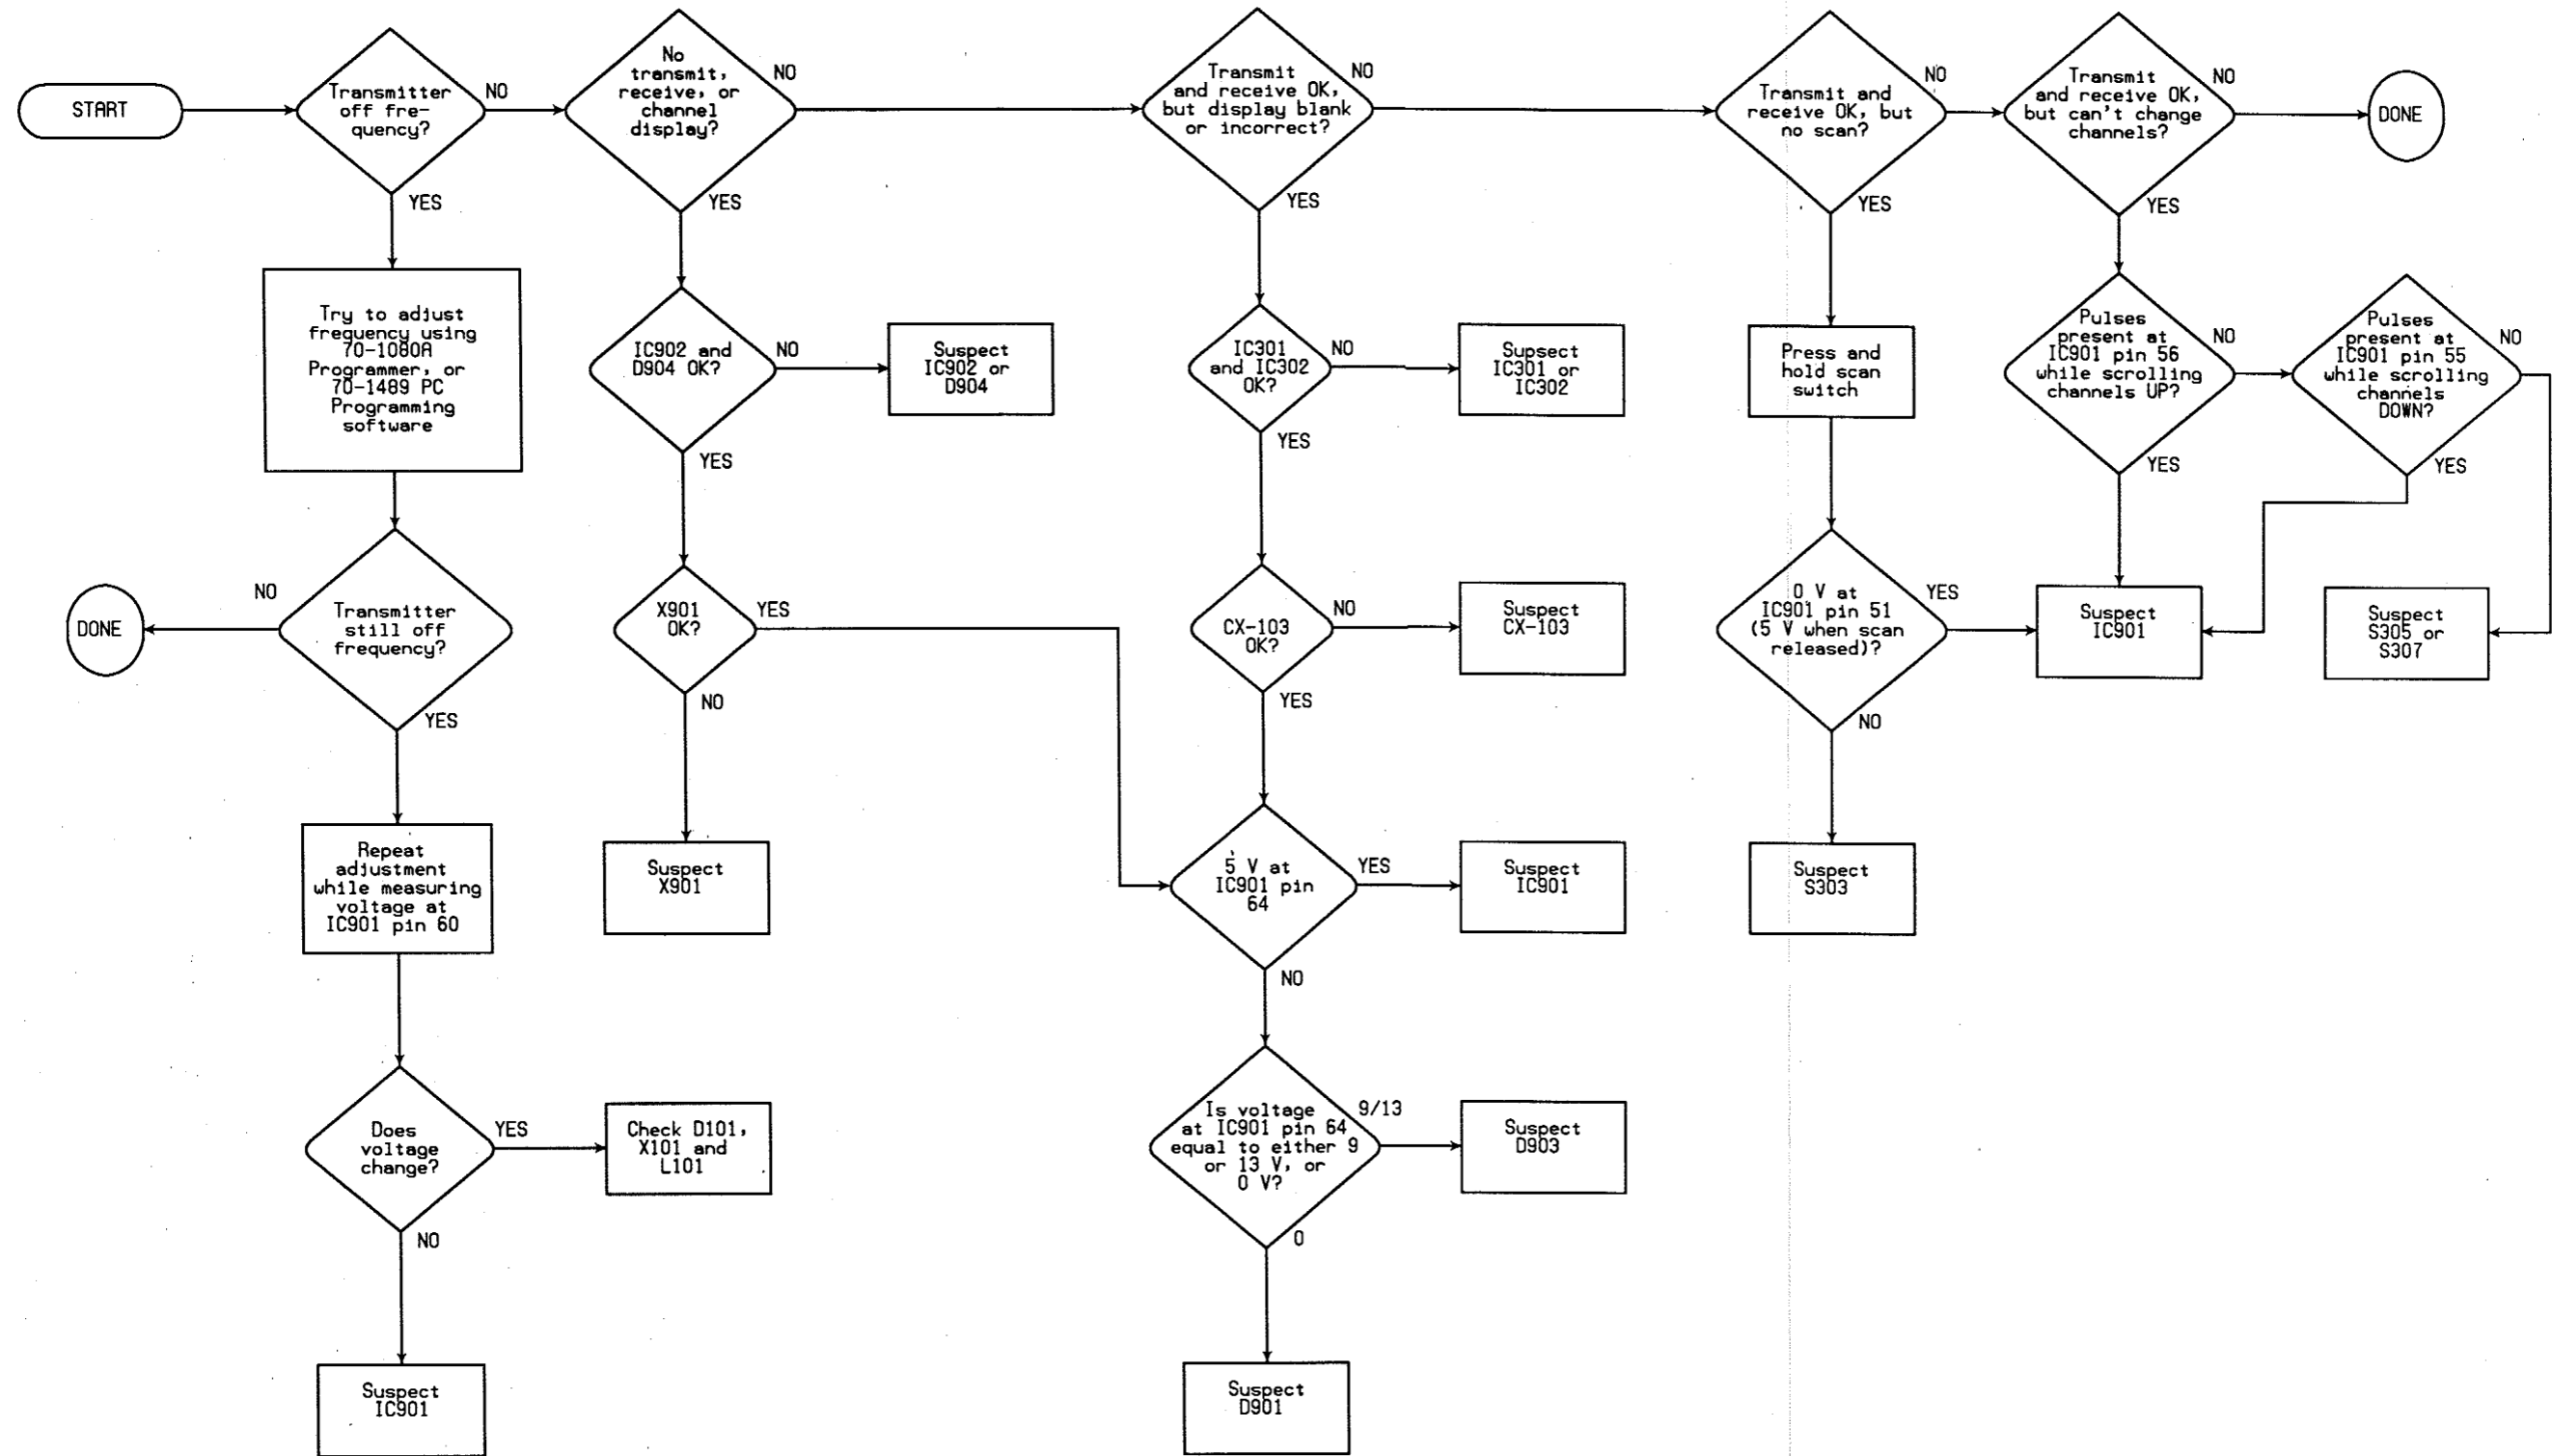 START
Transmitter
off fre-
quency?
NO
YES
No
transmit,
receive, or
channel
display?
NO
YES
Transmit
and receive OK,
but display blank
or incorrect?
NO
YES
Transmit and
receive OK, but
no scan?
NO
YES
Transmit
and receive OK,
but can't change
channels?
NO
YES
DONE
Try to adjust
frequency using
70-1080A
Programmer, or
70-1489 PC
Programming
software
IC902 and
D904 OK?
NO
YES
Suspect
IC902 or
D904
IC301
and IC302
OK?
NO
YES
Supsect
IC301 or
IC302
Press and
hold scan
switch
Pulses
present at
IC901 pin 56
while scrolling
channels UP?
NO
YES
Pulses
present at
IC901 pin 55
while scrolling
channels
DOWN?
NO
YES
DONE
NO
Transmitter
still off
frequency?
YES
X901
OK?
YES
NO
CX-103
OK?
NO
YES
Suspect
CX-103
0 V at
IC901 pin 51
(5 V when scan
released)?
YES
NO
Suspect
IC901
Suspect
S305 or
S307
Repeat
adjustment
while measuring
voltage at
IC901 pin 60
Suspect
X901
5 V at
IC901 pin
64
YES
NO
Suspect
IC901
Suspect
S303
Does
voltage
change?
YES
NO
Check D101,
X101 and
L101
Is voltage
at IC901 pin 64
equal to either 9
or 13 V, or
0 V?
9/13
0
Suspect
D903
Suspect
IC901
Suspect
D901